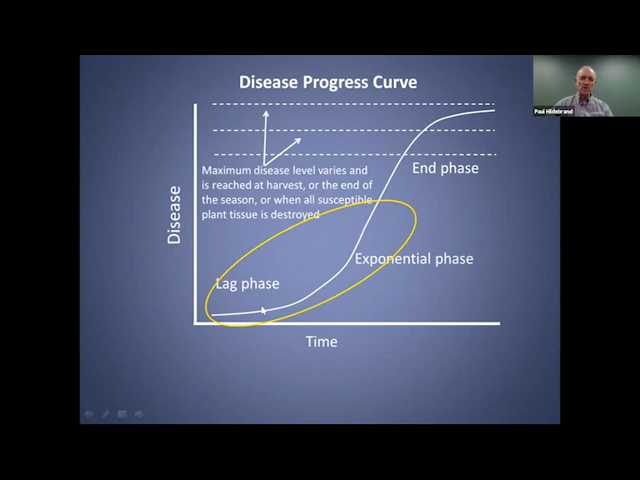 Disease Progress Curve
Paul Hildebrand
Maximum disease level varies and
is reached at harvest, or the end of
the season, or when all susceptible
plant tissue is destroyed
End phase
Disease
Exponential phase
Lag phase
Time